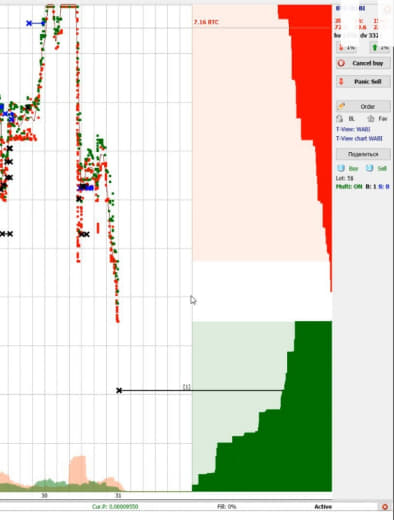 7.16 BTC
Cancel buy
Panic Sell
Order
BL Fav
T-View: WABI
T-View chart WABI
Поделиться
Buy Sell
Lot: 58
Multi: ON B: 1 S: 0
[1]
30 31
Cur.P: 0.00009550 Fill: 0% Active